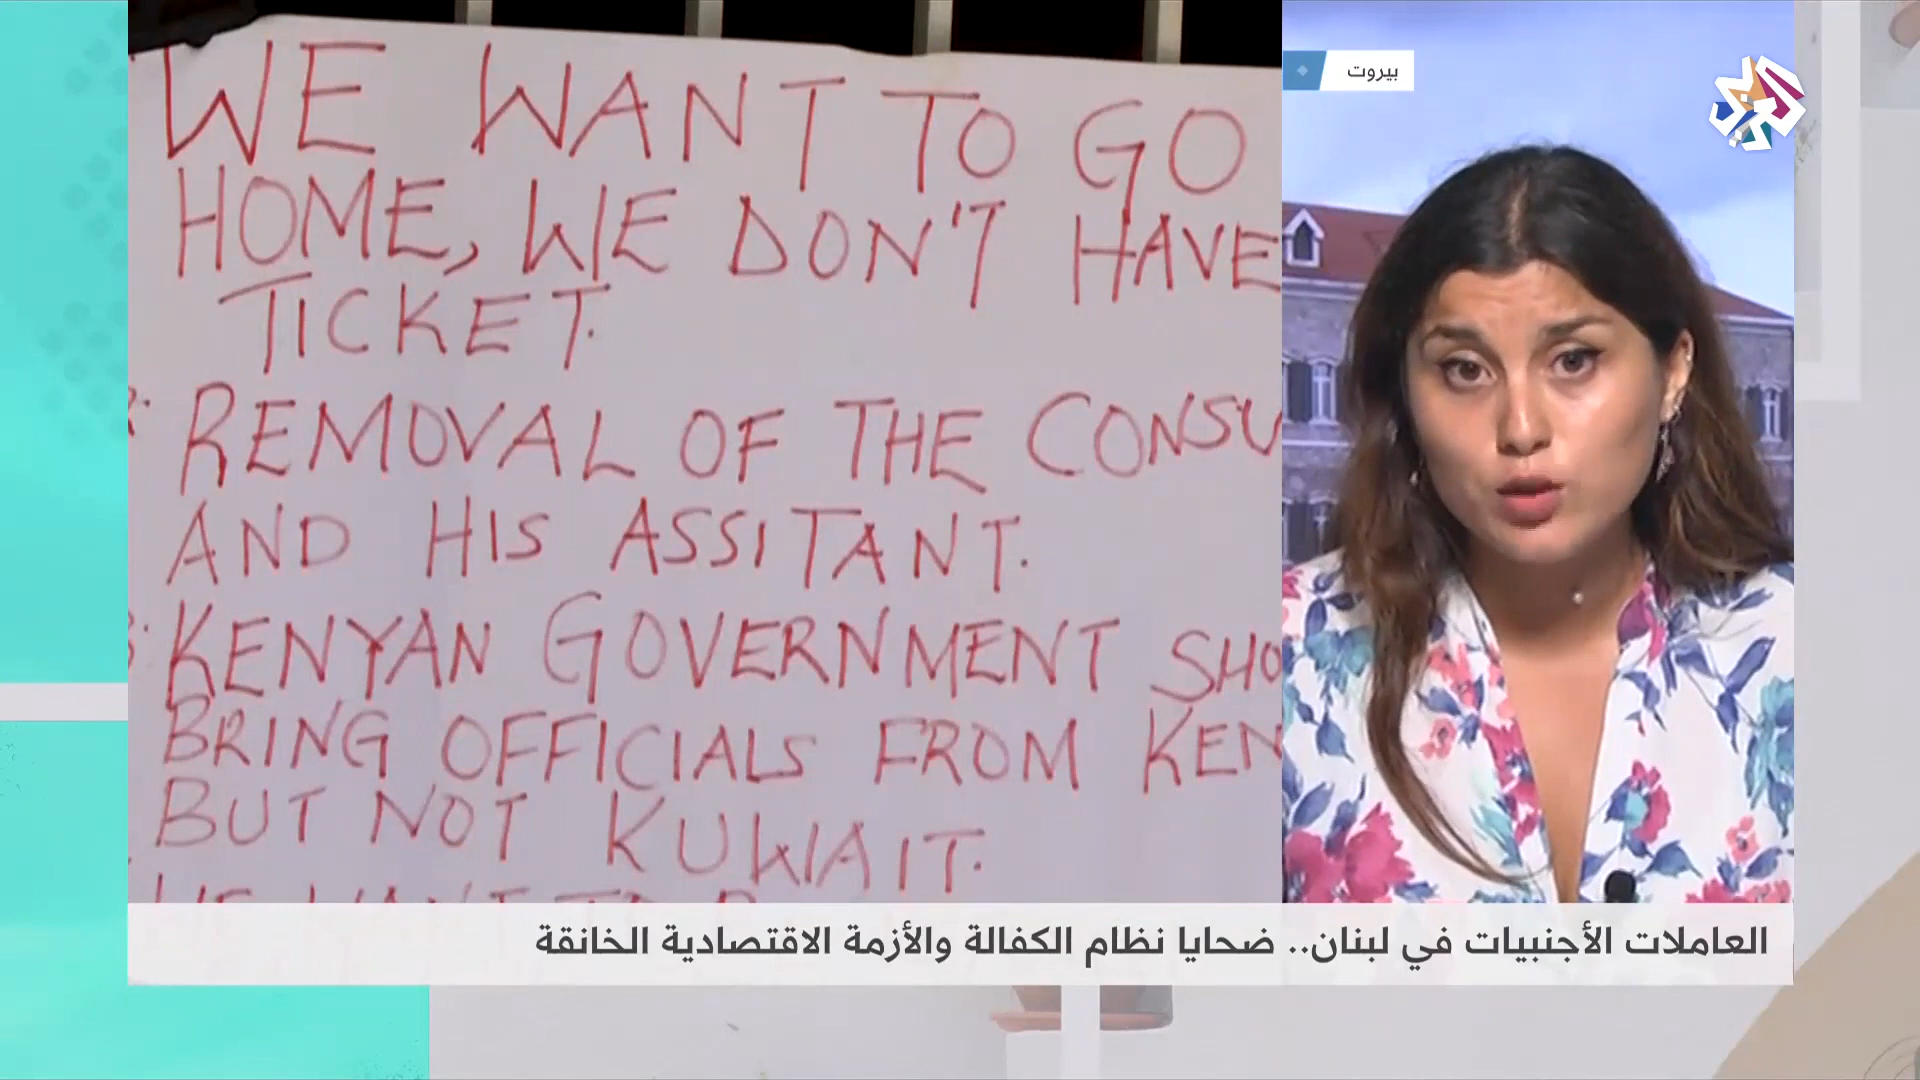 WE WANT TO GO
HOME, WE DON'T HAVE
TICKET.
REMOVAL OF THE CONSU
AND HIS ASSITANT.
KENYAN GOVERNMENT SHO
BRING OFFICIALS FROM KEN
BUT NOT KUWAIT.
بيروت
العربي
العاملات الأجنبيات في لبنان.. ضحايا نظام الكفالة والأزمة الاقتصادية الخانقة